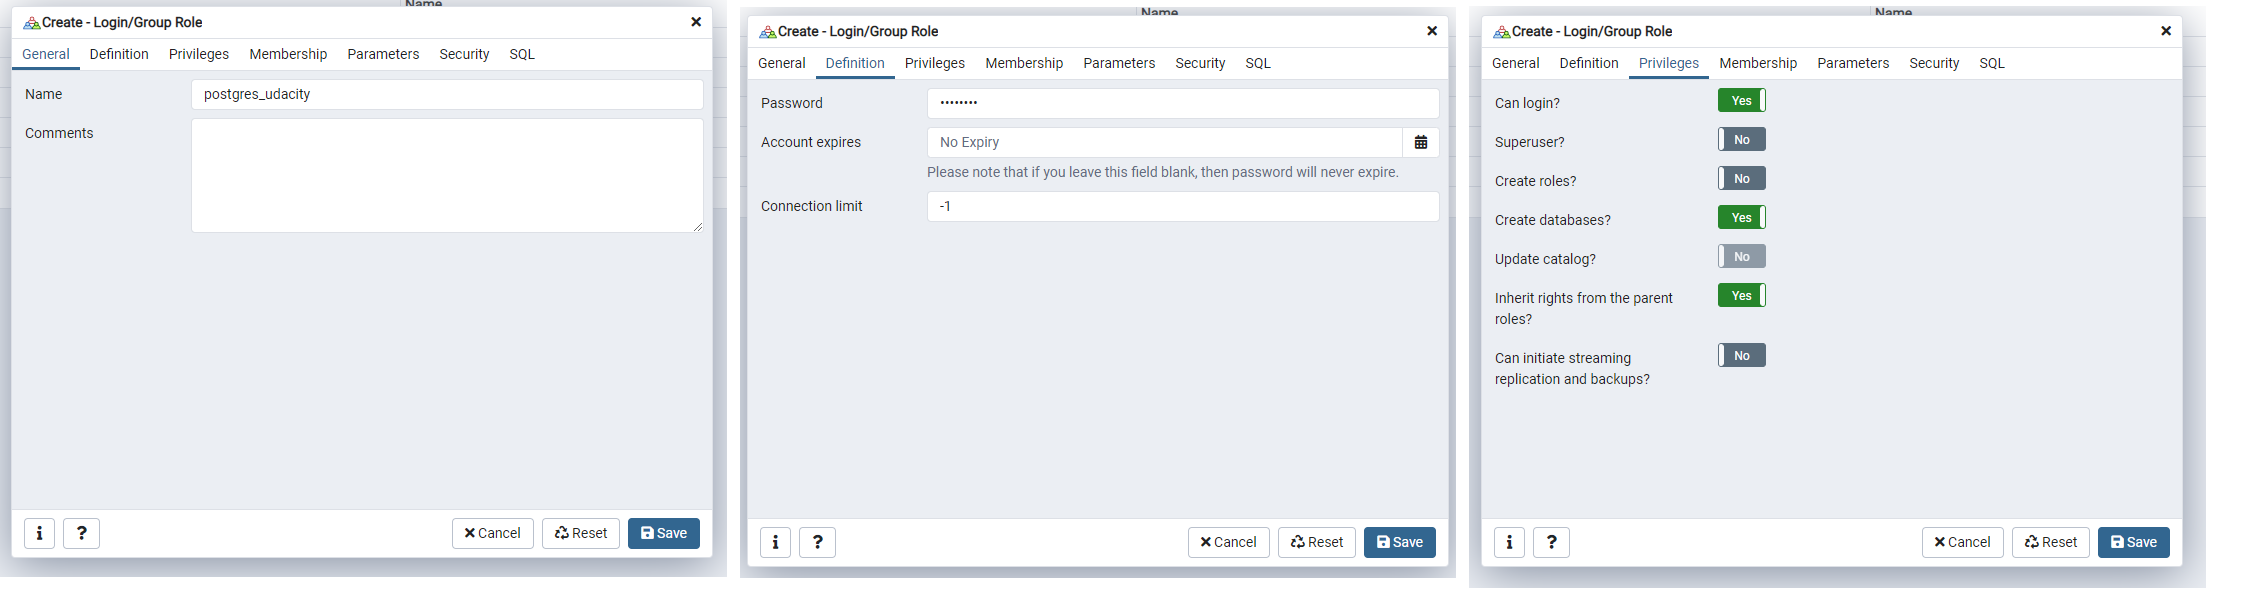 Name
Create - Login/Group Role
General Definition Privileges Membership Parameters Security SQL
Name postgres_udacity
Comments
i ? Cancel Reset Save
Name
Create - Login/Group Role
General Definition Privileges Membership Parameters Security SQL
Password ••••••••
Account expires No Expiry
Please note that if you leave this field blank, then password will never expire.
Connection limit -1
i ? Cancel Reset Save
Name
Create - Login/Group Role
General Definition Privileges Membership Parameters Security SQL
Can login? Yes
Superuser? No
Create roles? No
Create databases? Yes
Update catalog? No
Inherit rights from the parent Yes
roles?
Can initiate streaming No
replication and backups?
i ? Cancel Reset Save